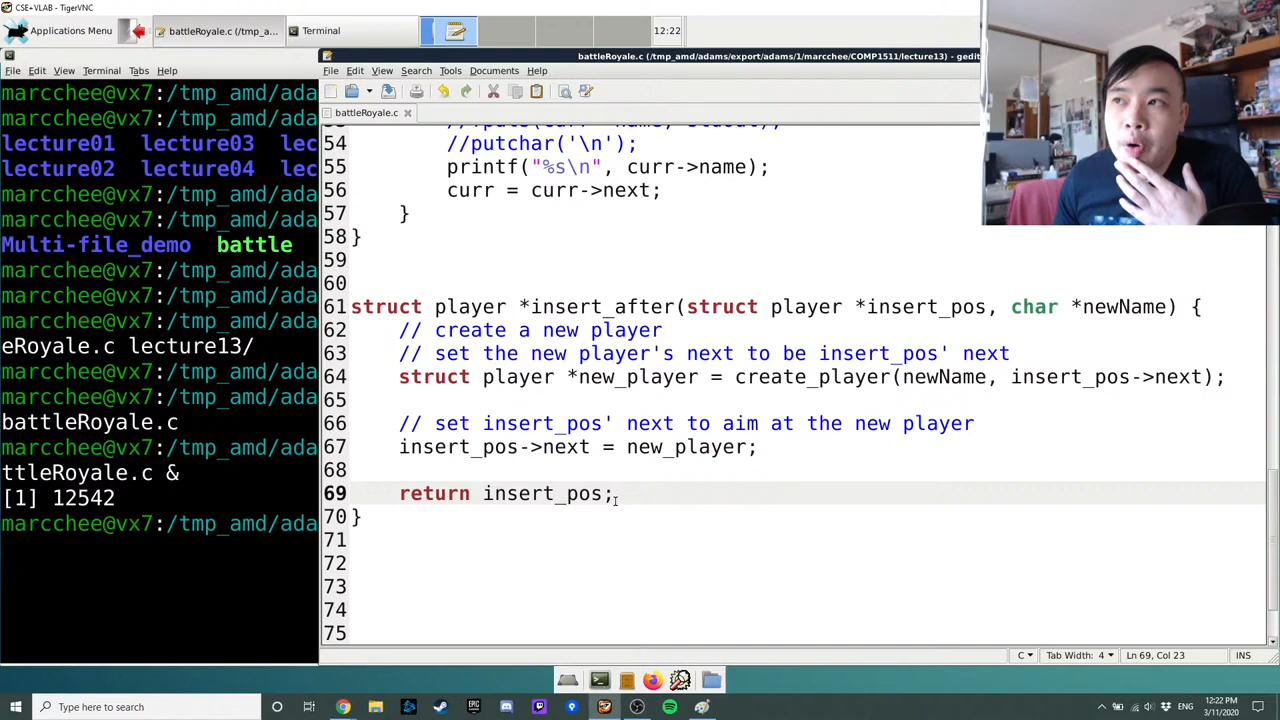 CSE+VLAB - TigerVNC
Applications Menu
battleRoyale.c (/tmp_a...
Terminal
12:22
battleRoyale.c (/tmp_amd/adams/export/adams/1/marcchee/COMP1511/lecture13) - gedit
File Edit View Terminal Tabs Help
File Edit View Search Tools Documents Help
battleRoyale.c
marcchee@vx7:/tmp_amd/ada
marcchee@vx7:/tmp_amd/ada
lecture01 lecture03 lec
lecture02 lecture04 lec
marcchee@vx7:/tmp_amd/ada
marcchee@vx7:/tmp_amd/ada
Multi-file_demo battle
marcchee@vx7:/tmp_amd/ada
marcchee@vx7:/tmp_amd/ada
marcchee@vx7:/tmp_amd/ada
eRoyale.c lecture13/
marcchee@vx7:/tmp_amd/ada
battleRoyale.c
marcchee@vx7:/tmp_amd/ada
ttleRoyale.c &
[1] 12542
marcchee@vx7:/tmp_amd/ada
54 //putchar('\n');
55 printf("%s\n", curr->name);
56 curr = curr->next;
57 }
58 }
59
60
61 struct player *insert_after(struct player *insert_pos, char *newName) {
62 // create a new player
63 // set the new player's next to be insert_pos' next
64 struct player *new_player = create_player(newName, insert_pos->next);
65
66 // set insert_pos' next to aim at the new player
67 insert_pos->next = new_player;
68
69 return insert_pos;
70 }
71
72
73
74
75
C Tab Width: 4 Ln 69, Col 23 INS
Type here to search
ENG
12:22 PM
3/11/2020